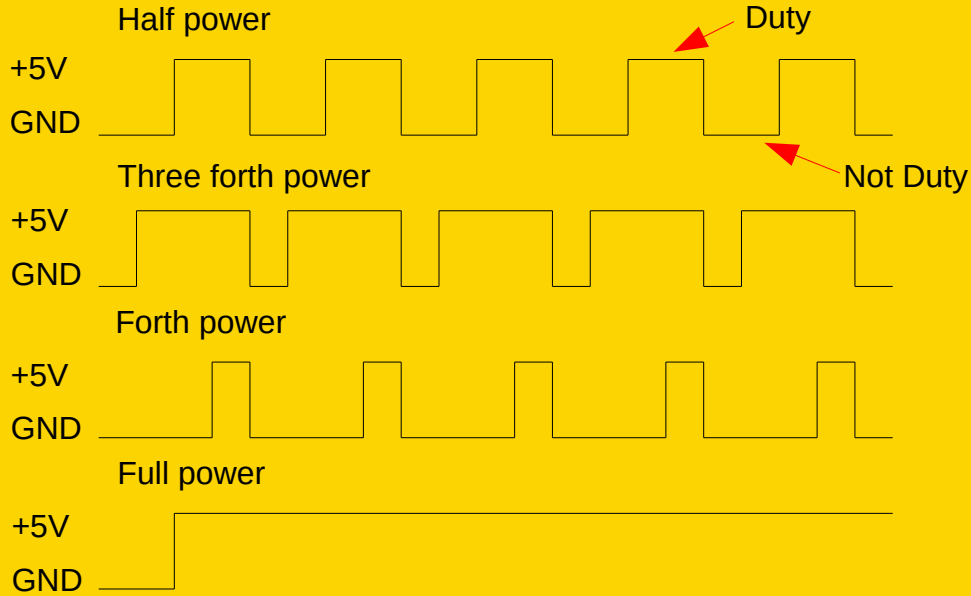 Half power
Duty
+5V
GND
Three forth power
Not Duty
+5V
GND
Forth power
+5V
GND
Full power
+5V
GND